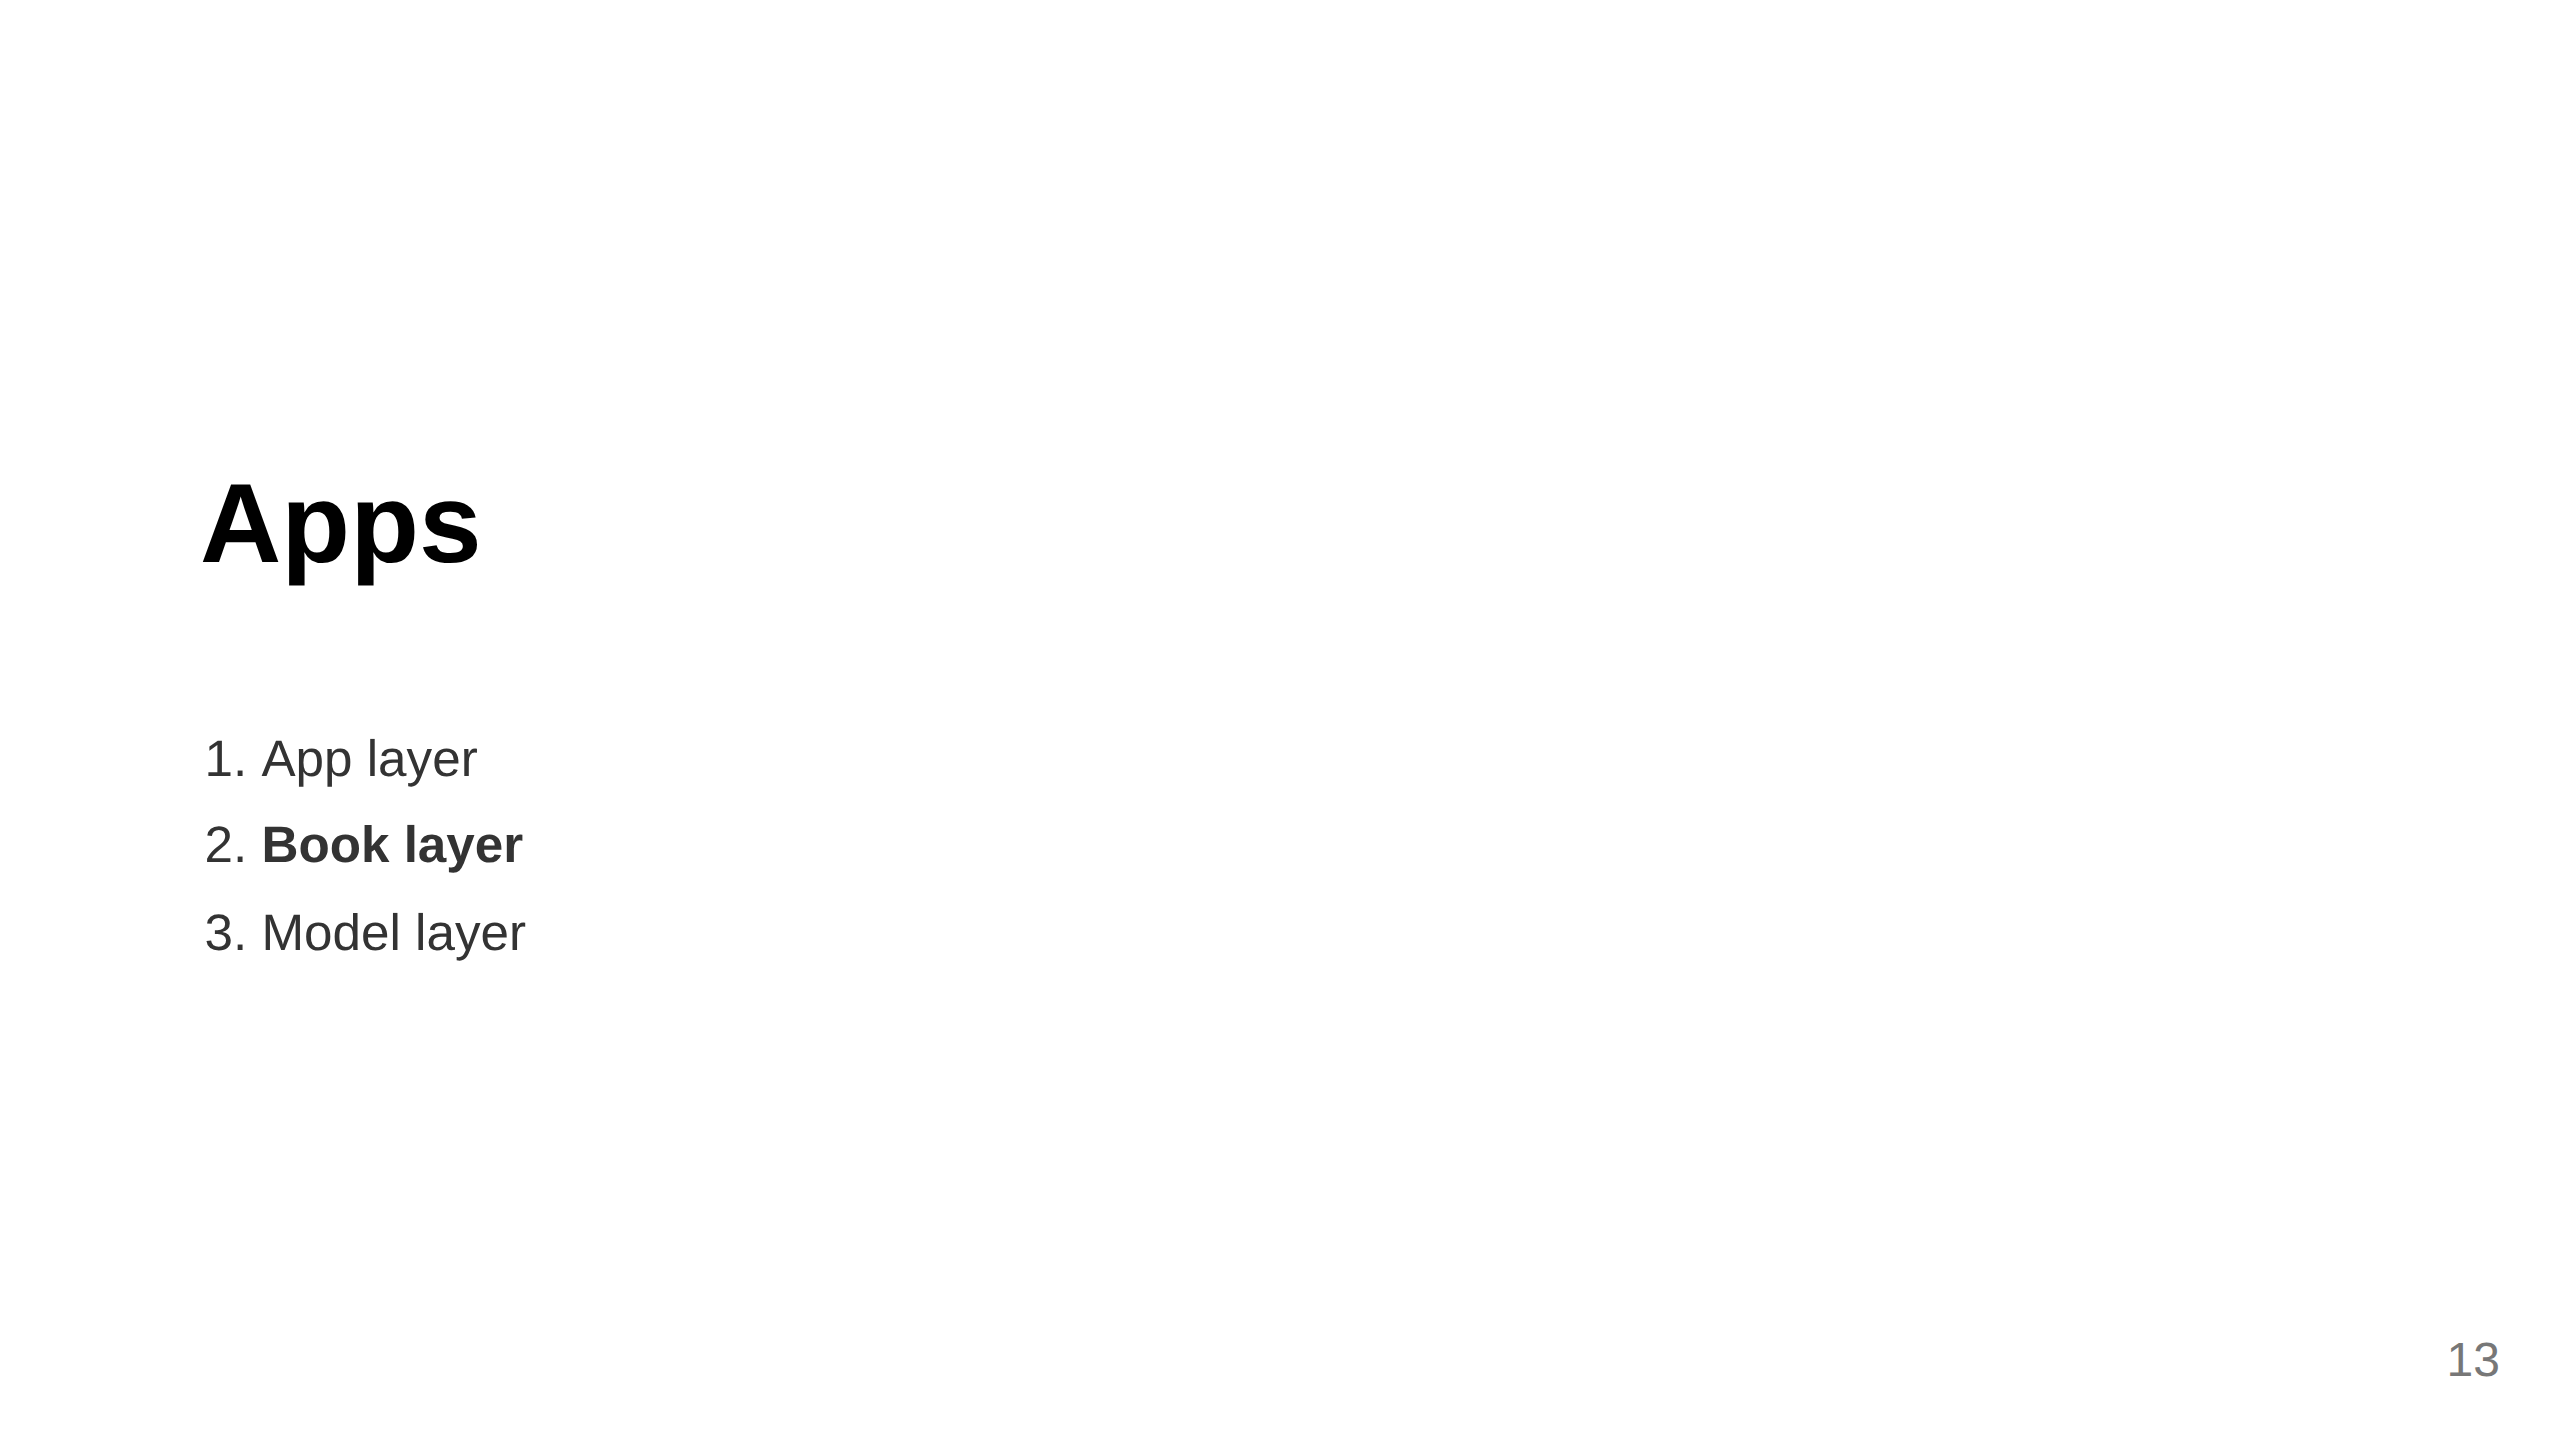 Apps
1. App layer
2. Book layer
3. Model layer
13